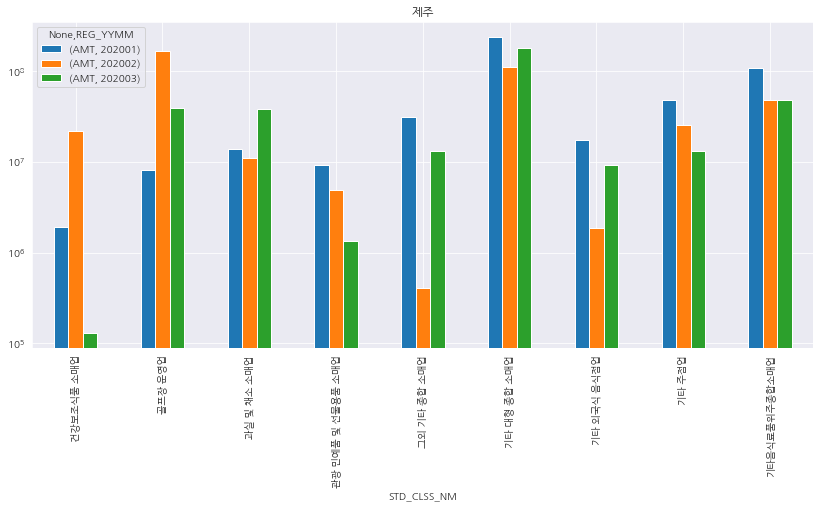 제주
None,REG_YYMM
(AMT, 202001)
(AMT, 202002)
(AMT, 202003)
10⁸
10⁷
10⁶
10⁵
건강보조식품 소매업
골프장 운영업
과실 및 채소 소매업
관광 민예품 및 선물용품 소매업
그외 기타 종합 소매업
기타 대형 종합 소매업
기타 외국식 음식점업
기타 주점업
기타음식료품위주종합소매업
STD_CLSS_NM